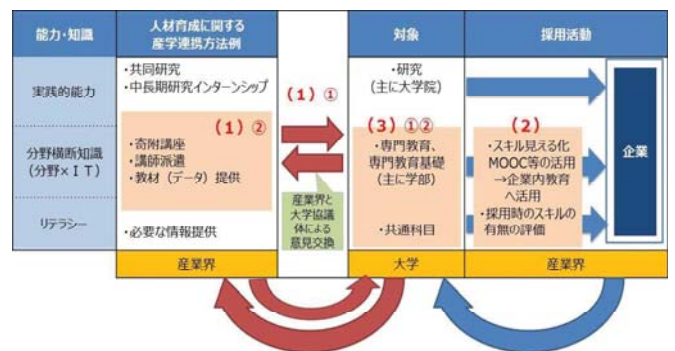 能力・知識
人材育成に関する
産学連携方法例
対象
採用活動
実践的能力
・共同研究
・中長期研究インターンシップ
(1)①
・研究
(主に大学院)
企業
分野横断知識
(分野×IT)
(1)②
・寄附講座
・講師派遣
・教材(データ)提供
(3)①②
・専門教育、
専門教育基礎
(主に学部)
(2)
・スキル見える化
MOOC等の活用
→企業内教育
へ活用
・採用時のスキルの
有無の評価
産業界と
大学協議
体による
意見交換
リテラシー
・必要な情報提供
・共通科目
産業界
大学
産業界